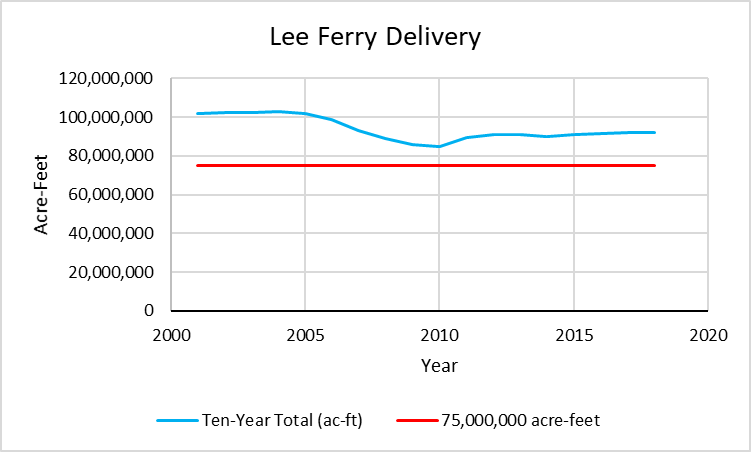 Lee Ferry Delivery
120,000,000
100,000,000
80,000,000
60,000,000
40,000,000
20,000,000
0
Acre-Feet
2000 2005 2010 2015 2020
Year
Ten-Year Total (ac-ft) 75,000,000 acre-feet